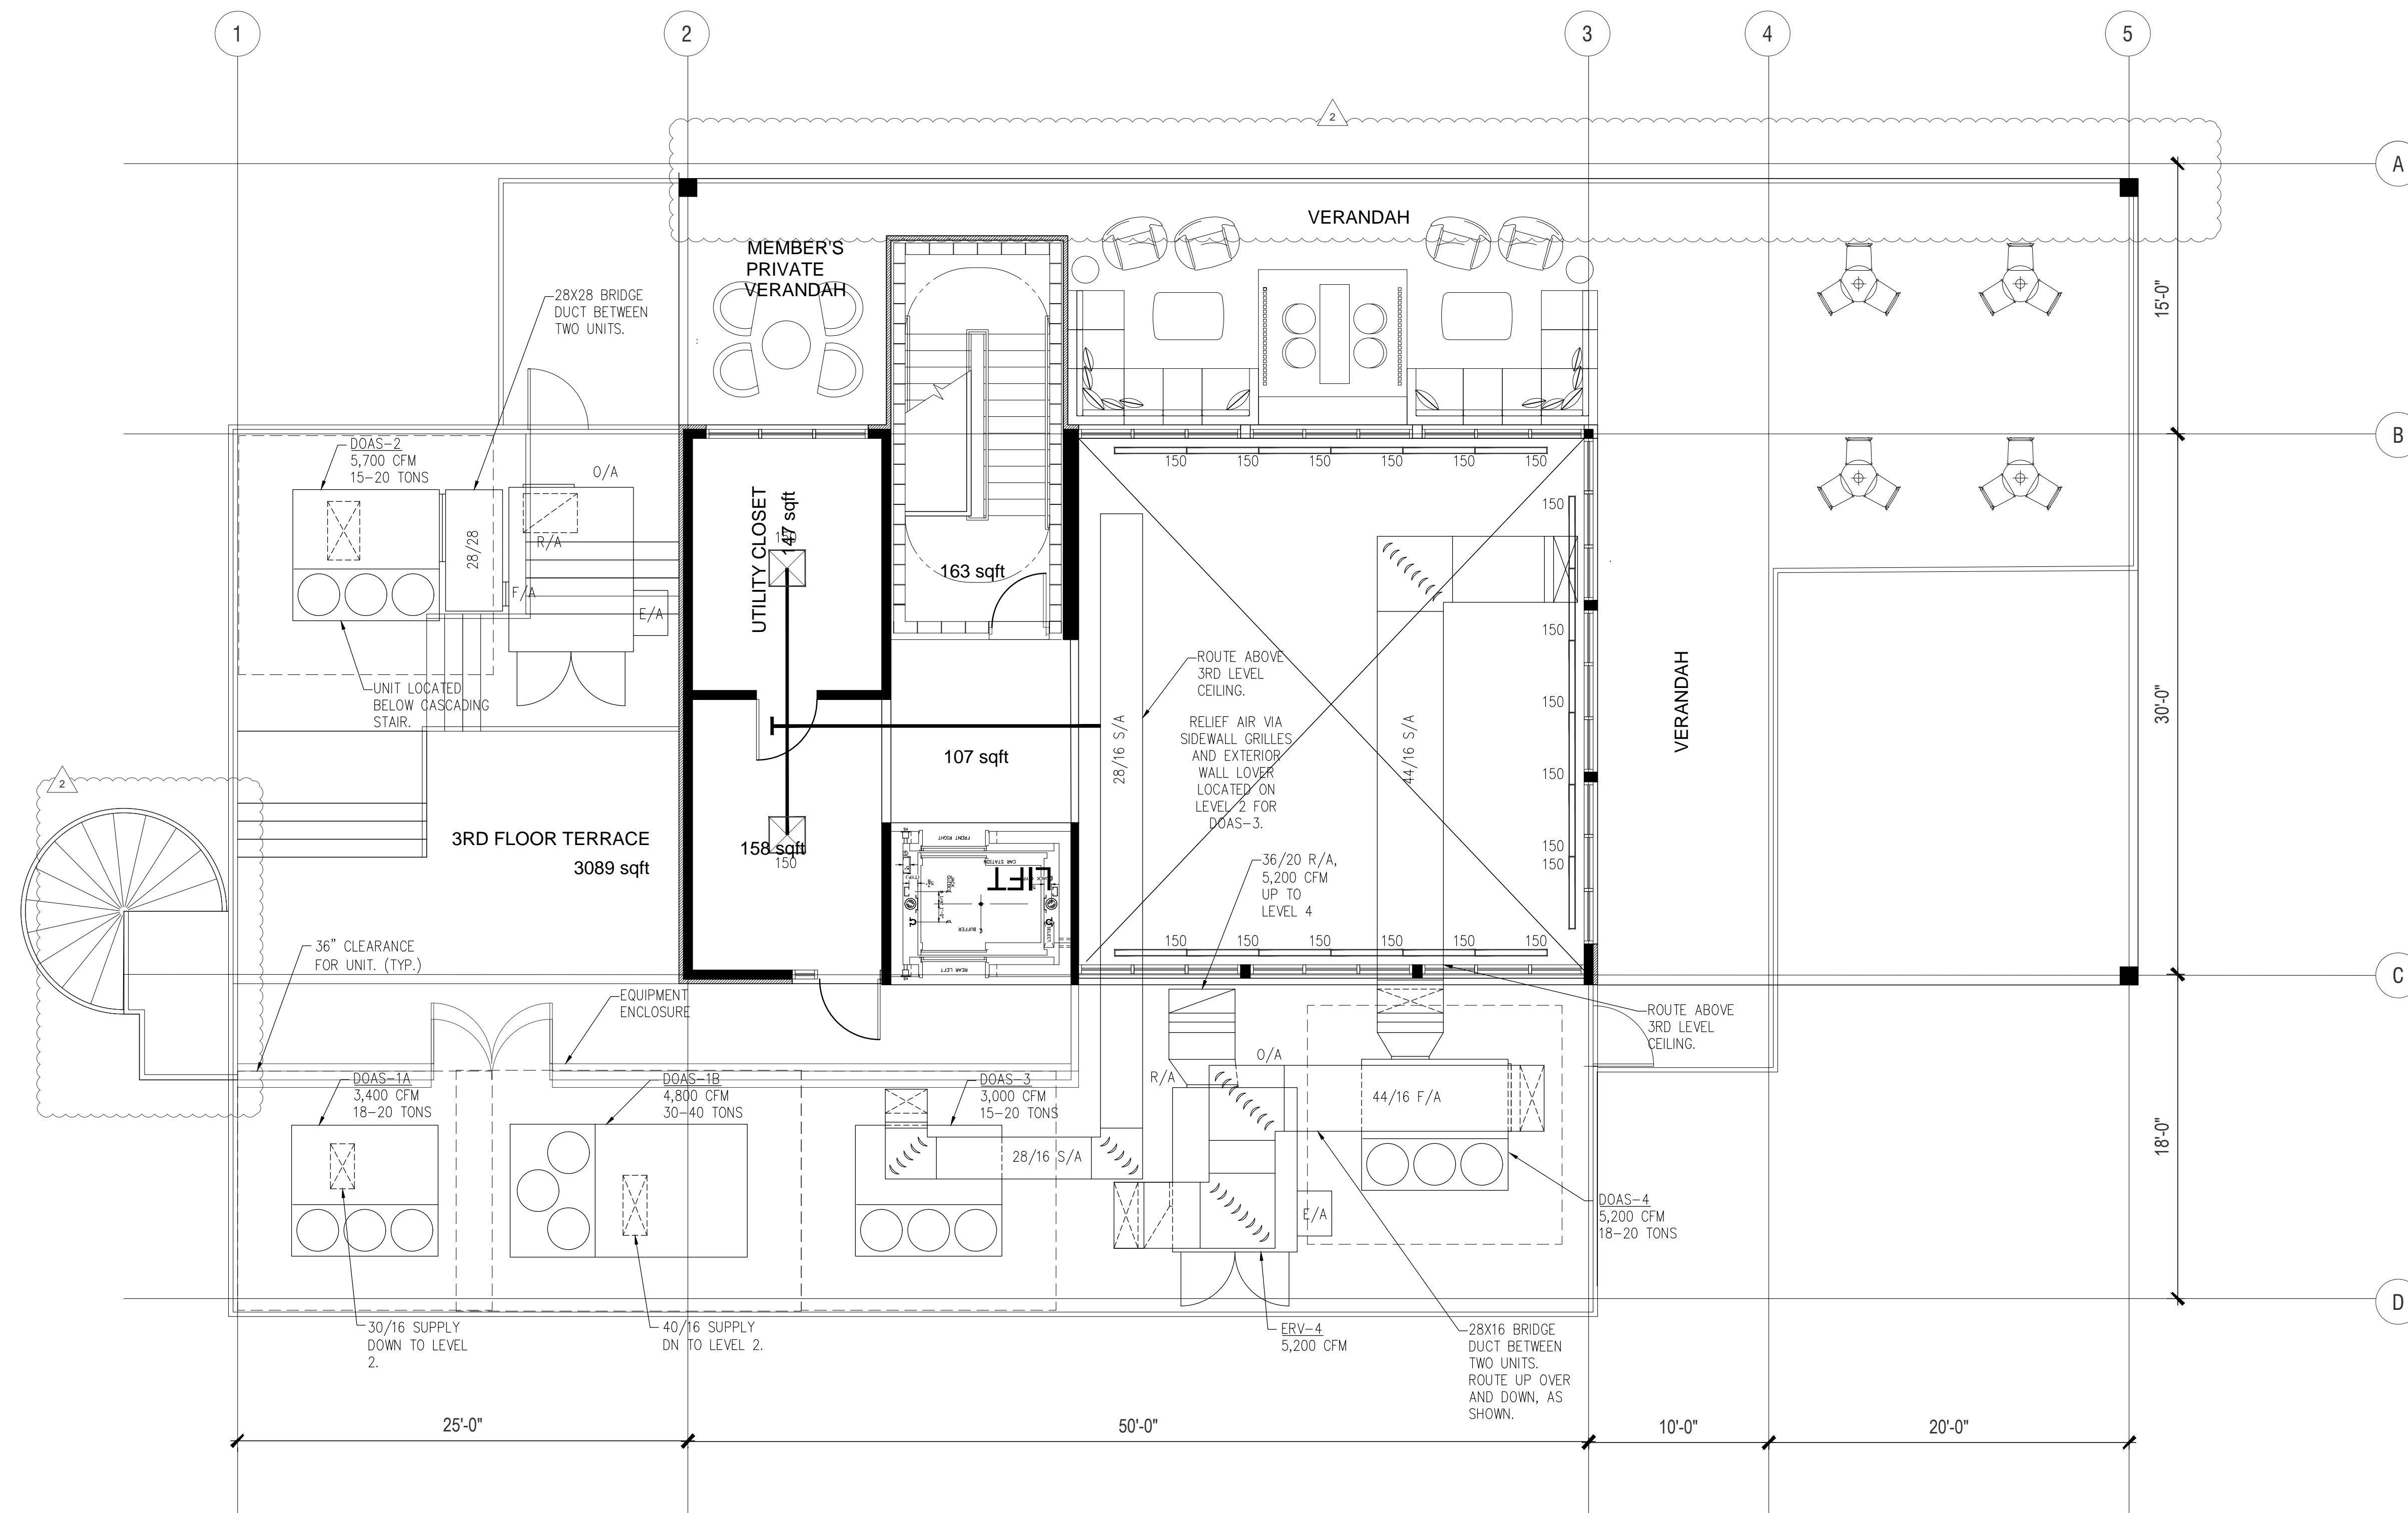 1
2
3
4
5
2
A
VERANDAH
MEMBER'S
PRIVATE
VERANDAH
28X28 BRIDGE
DUCT BETWEEN
TWO UNITS.
15'-0"
B
DOAS-2
5,700 CFM
15-20 TONS
O/A
150
150
150
150
150
150
150
UTILITY CLOSET
147 sqft
28/28
R/A
163 sqft
F/A
E/A
150
UNIT LOCATED
BELOW CASCADING
STAIR.
ROUTE ABOVE
3RD LEVEL
CEILING.
150
VERANDAH
30'-0"
RELIEF AIR VIA
SIDEWALL GRILLES
AND EXTERIOR
WALL LOVER
LOCATED ON
LEVEL 2 FOR
DOAS-3.
28/16 S/A
44/16 S/A
107 sqft
150
2
3RD FLOOR TERRACE
3089 sqft
158 sqft
150
150
150
FRONT RIGHT
CAR STATION
LIFT
BUFFER
REAR LEFT
36/20 R/A,
5,200 CFM
UP TO
LEVEL 4
150
150
150
150
150
150
36" CLEARANCE
FOR UNIT. (TYP.)
C
EQUIPMENT
ENCLOSURE
ROUTE ABOVE
3RD LEVEL
CEILING.
DOAS-1A
3,400 CFM
18-20 TONS
DOAS-1B
4,800 CFM
30-40 TONS
DOAS-3
3,000 CFM
15-20 TONS
R/A
O/A
44/16 F/A
28/16 S/A
18'-0"
E/A
DOAS-4
5,200 CFM
18-20 TONS
D
30/16 SUPPLY
DOWN TO LEVEL
2.
40/16 SUPPLY
DN TO LEVEL 2.
ERV-4
5,200 CFM
28X16 BRIDGE
DUCT BETWEEN
TWO UNITS.
ROUTE UP OVER
AND DOWN, AS
SHOWN.
25'-0"
50'-0"
10'-0"
20'-0"